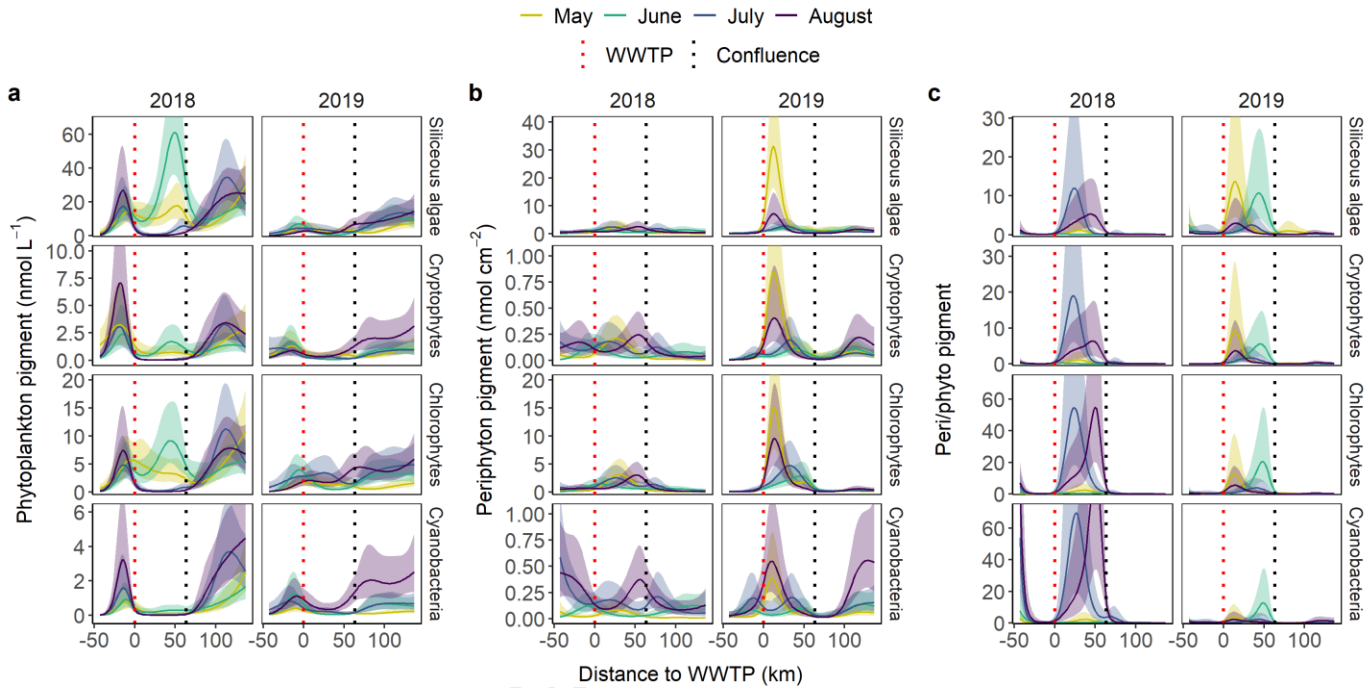 May June July August
WWTP Confluence
a 2018 2019
b 2018 2019
c 2018 2019
Phytoplankton pigment (nmol L⁻¹)
60
40
20
0
Siliceous algae
10.0
7.5
5.0
2.5
0.0
Cryptophytes
20
15
10
5
0
Chlorophytes
6
4
2
0
Cyanobacteria
-50 0 50 100 -50 0 50 100
Periphyton pigment (nmol cm⁻²)
40
30
20
10
0
Siliceous algae
1.00
0.75
0.50
0.25
0.00
Cryptophytes
20
15
10
5
0
Chlorophytes
1.00
0.75
0.50
0.25
0.00
Cyanobacteria
-50 0 50 100 -50 0 50 100
Peri/phyto pigment
30
20
10
0
Siliceous algae
30
20
10
0
Cryptophytes
60
40
20
0
Chlorophytes
60
40
20
0
Cyanobacteria
-50 0 50 100 -50 0 50 100
Distance to WWTP (km)